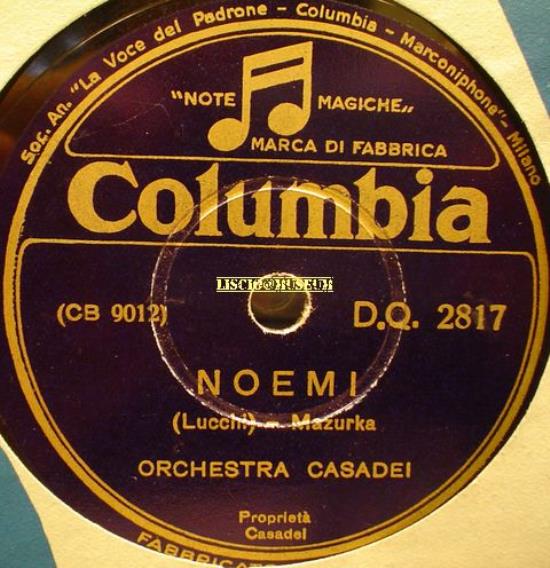 Soc. An. "La Voce del Padrone - Columbia - Marconiphone" - Milano
"NOTE MAGICHE„
MARCA DI FABBRICA
Columbia
LISCIO@MUSEUM
(CB 9012) D.Q. 2817
NOEMI
(Lucchi) - Mazurka
ORCHESTRA CASADEI
Proprietà
Casadei